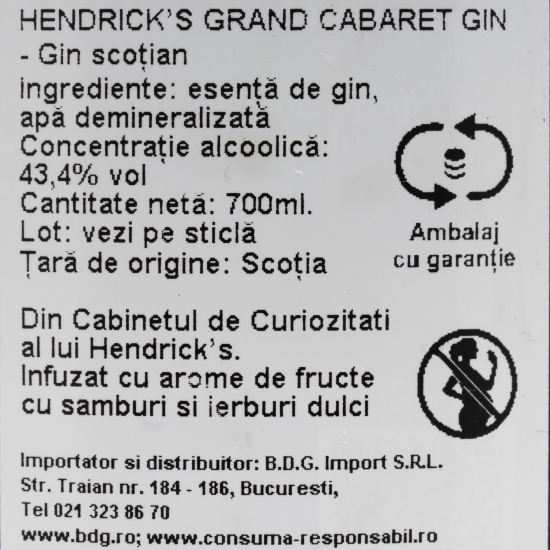 HENDRICK'S GRAND CABARET GIN
- Gin scoțian
ingrediente: esență de gin,
apă demineralizată
Concentrație alcoolică:
43,4% vol
Cantitate netă: 700ml.
Lot: vezi pe sticlă
Țară de origine: Scoția
Ambalaj
cu garanție
Din Cabinetul de Curiozitati
al lui Hendrick's.
Infuzat cu arome de fructe
cu samburi si ierburi dulci
Importator si distribuitor: B.D.G. Import S.R.L.
Str. Traian nr. 184 - 186, Bucuresti,
Tel 021 323 86 70
www.bdg.ro; www.consuma-responsabil.ro